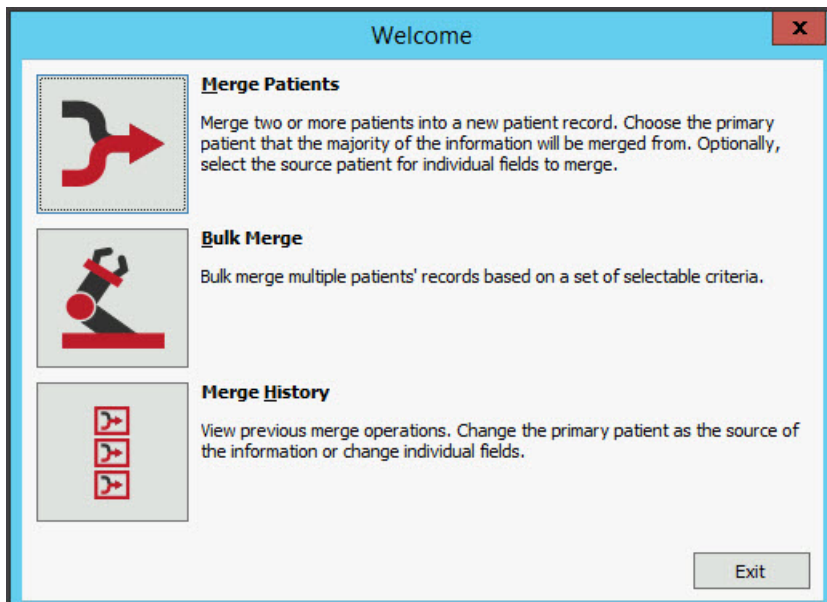 Welcome
x
Merge Patients
Merge two or more patients into a new patient record. Choose the primary
patient that the majority of the information will be merged from. Optionally,
select the source patient for individual fields to merge.
Bulk Merge
Bulk merge multiple patients' records based on a set of selectable criteria.
Merge History
View previous merge operations. Change the primary patient as the source of
the information or change individual fields.
Exit